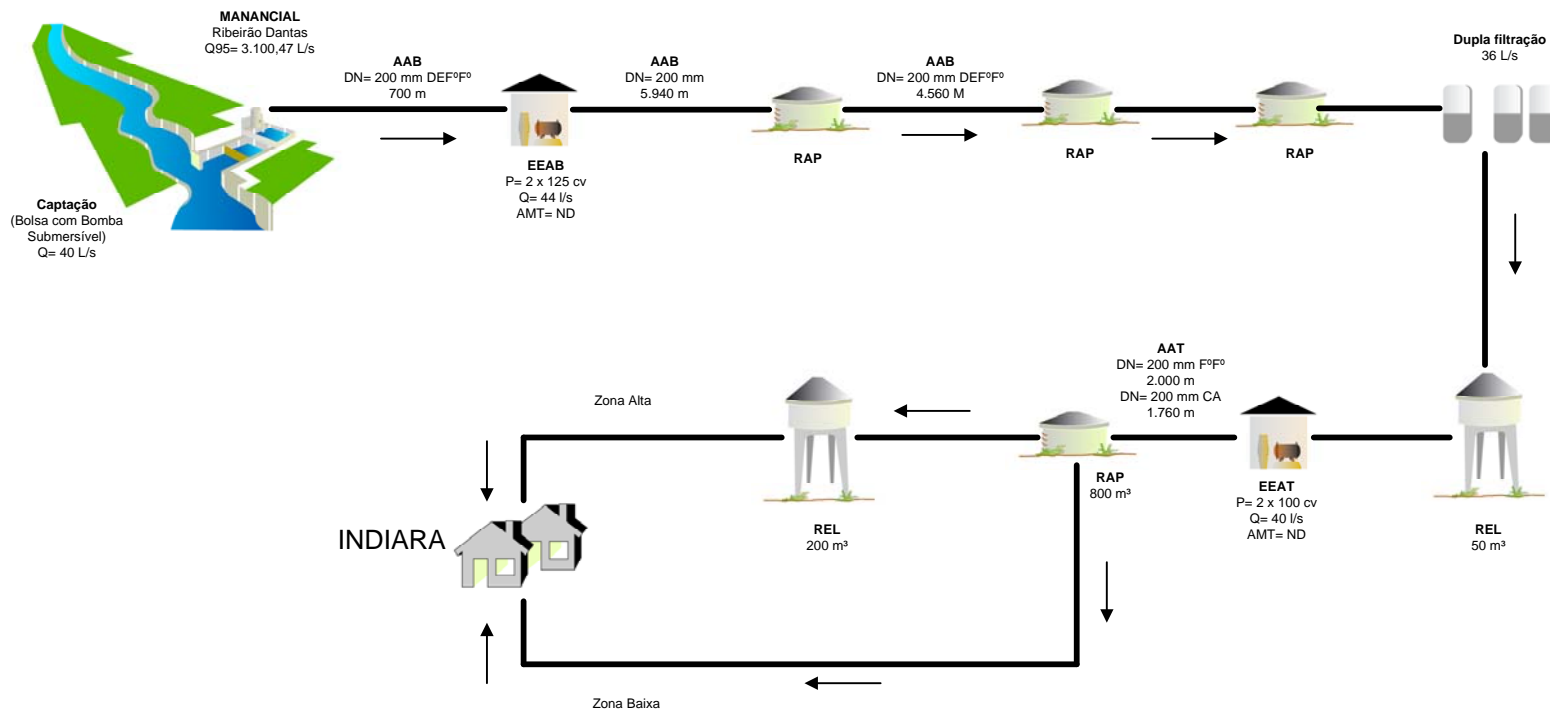 MANANCIAL
Ribeirão Dantas
Q95= 3.100,47 L/s
Captação
(Bolsa com Bomba
Submersível)
Q= 40 L/s
AAB
DN= 200 mm DEFºFº
700 m
EEAB
P= 2 x 125 cv
Q= 44 l/s
AMT= ND
AAB
DN= 200 mm
5.940 m
RAP
AAB
DN= 200 mm DEFºFº
4.560 M
RAP
RAP
Dupla filtração
36 L/s
REL
50 m³
EEAT
P= 2 x 100 cv
Q= 40 l/s
AMT= ND
AAT
DN= 200 mm FºFº
2.000 m
DN= 200 mm CA
1.760 m
RAP
800 m³
REL
200 m³
Zona Alta
INDIARA
Zona Baixa